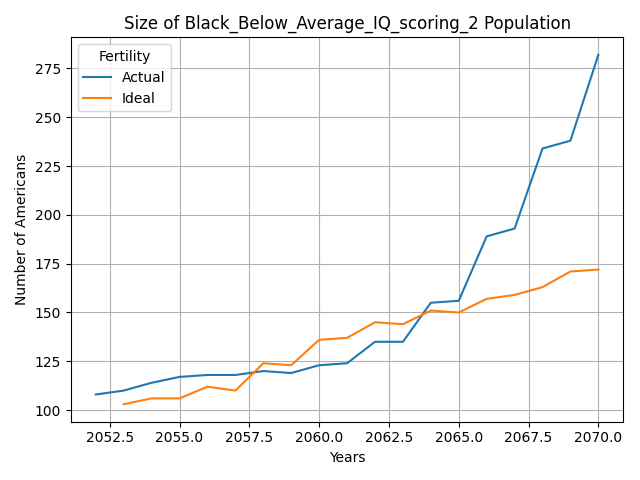 Size of Black_Below_Average_IQ_scoring_2 Population
Fertility
Actual
Ideal
Number of Americans
275
250
225
200
175
150
125
100
2052.5 2055.0 2057.5 2060.0 2062.5 2065.0 2067.5 2070.0
Years